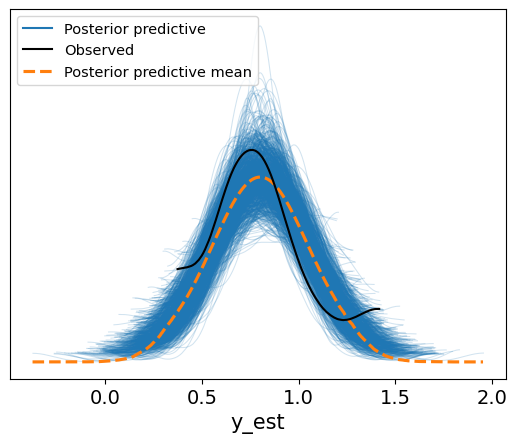 Posterior predictive
Observed
Posterior predictive mean
0.0 0.5 1.0 1.5 2.0
y_est